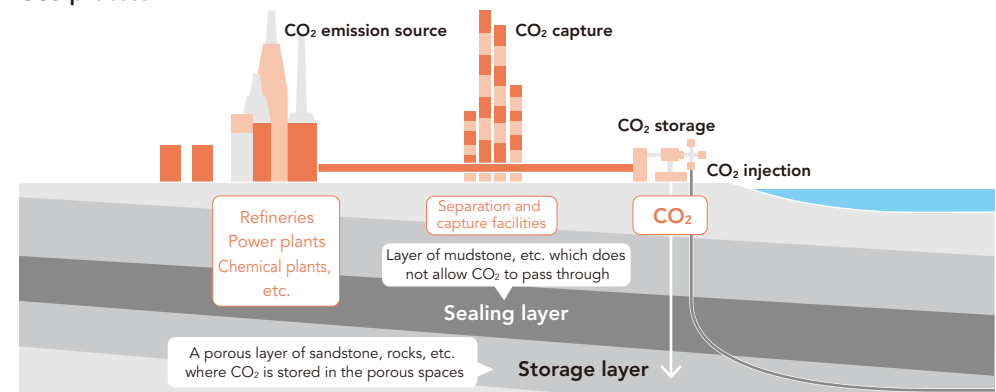 CO₂ emission source
CO₂ capture
CO₂ storage
CO₂ injection
Refineries
Power plants
Chemical plants,
etc.
Separation and
capture facilities
CO₂
Layer of mudstone, etc. which does
not allow CO₂ to pass through
Sealing layer
A porous layer of sandstone, rocks, etc.
where CO₂ is stored in the porous spaces
Storage layer